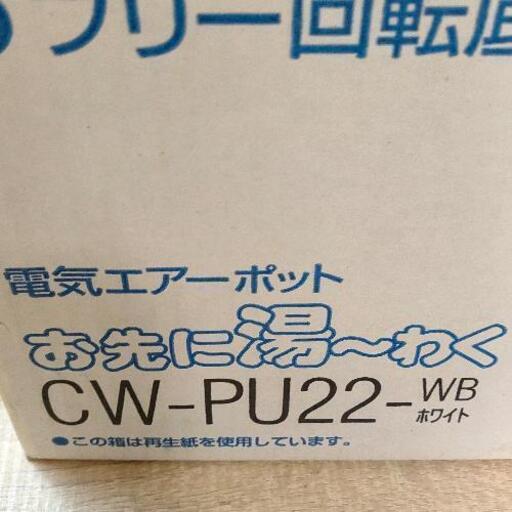 フリー回転底
電気エアーポット
お先に湯〜わく
CW-PU22-WB
ホワイト
●この箱は再生紙を使用しています。